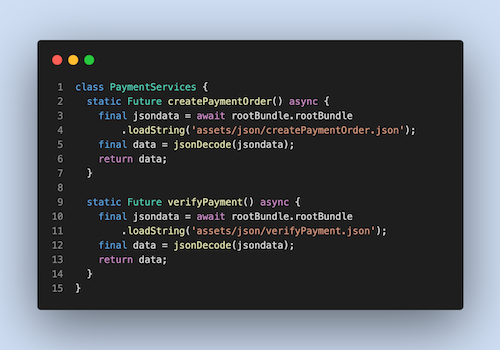 1 class PaymentServices {
2   static Future createPaymentOrder() async {
3     final jsondata = await rootBundle.rootBundle
4         .loadString('assets/json/createPaymentOrder.json');
5     final data = jsonDecode(jsondata);
6     return data;
7   }
8
9   static Future verifyPayment() async {
10     final jsondata = await rootBundle.rootBundle
11         .loadString('assets/json/verifyPayment.json');
12     final data = jsonDecode(jsondata);
13     return data;
14   }
15 }